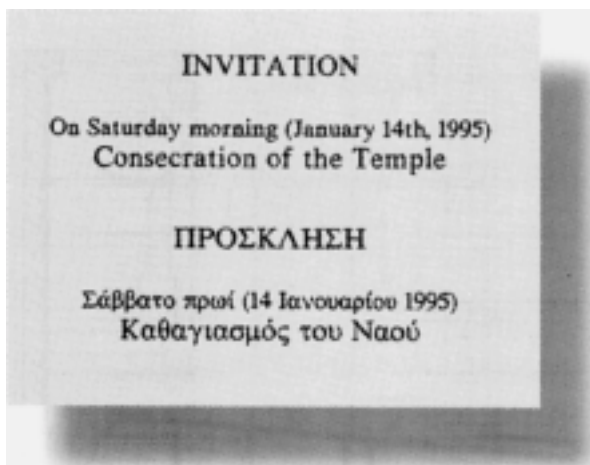 INVITATION
On Saturday morning (January 14th, 1995)
Consecration of the Temple
ΠΡΟΣΚΛΗΣΗ
Σάββατο πρωί (14 Ιανουαρίου 1995)
Καθαγιασμός του Ναού